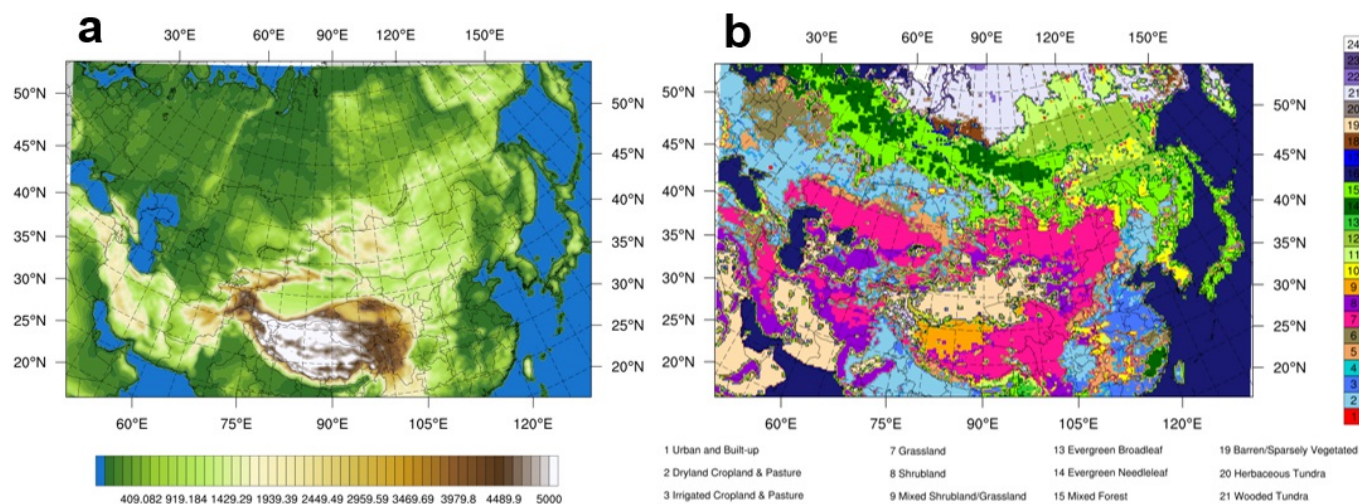 a
30°E 60°E 90°E 120°E 150°E
50°N
45°N
40°N
35°N
30°N
25°N
20°N
50°N
45°N
40°N
35°N
30°N
25°N
20°N
60°E 75°E 90°E 105°E 120°E
409.082 919.184 1429.29 1939.39 2449.49 2959.59 3469.69 3979.8 4489.9 5000
b
30°E 60°E 90°E 120°E 150°E
50°N
45°N
40°N
35°N
30°N
25°N
20°N
50°N
45°N
40°N
35°N
30°N
25°N
20°N
60°E 75°E 90°E 105°E 120°E
24
23
22
21
20
19
18
15
12
11
10
9
8
7
6
5
4
3
2
1
1 Urban and Built-up
2 Dryland Cropland & Pasture
3 Irrigated Cropland & Pasture
7 Grassland
8 Shrubland
9 Mixed Shrubland/Grassland
13 Evergreen Broadleaf
14 Evergreen Needleleaf
15 Mixed Forest
19 Barren/Sparsely Vegetated
20 Herbaceous Tundra
21 Wooded Tundra